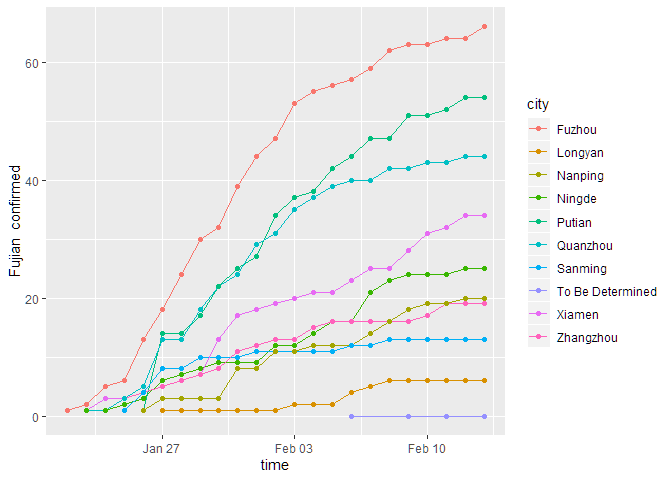 60
40
20
0
Fujian confirmed
Jan 27
Feb 03
Feb 10
time
city
Fuzhou
Longyan
Nanping
Ningde
Putian
Quanzhou
Sanming
To Be Determined
Xiamen
Zhangzhou